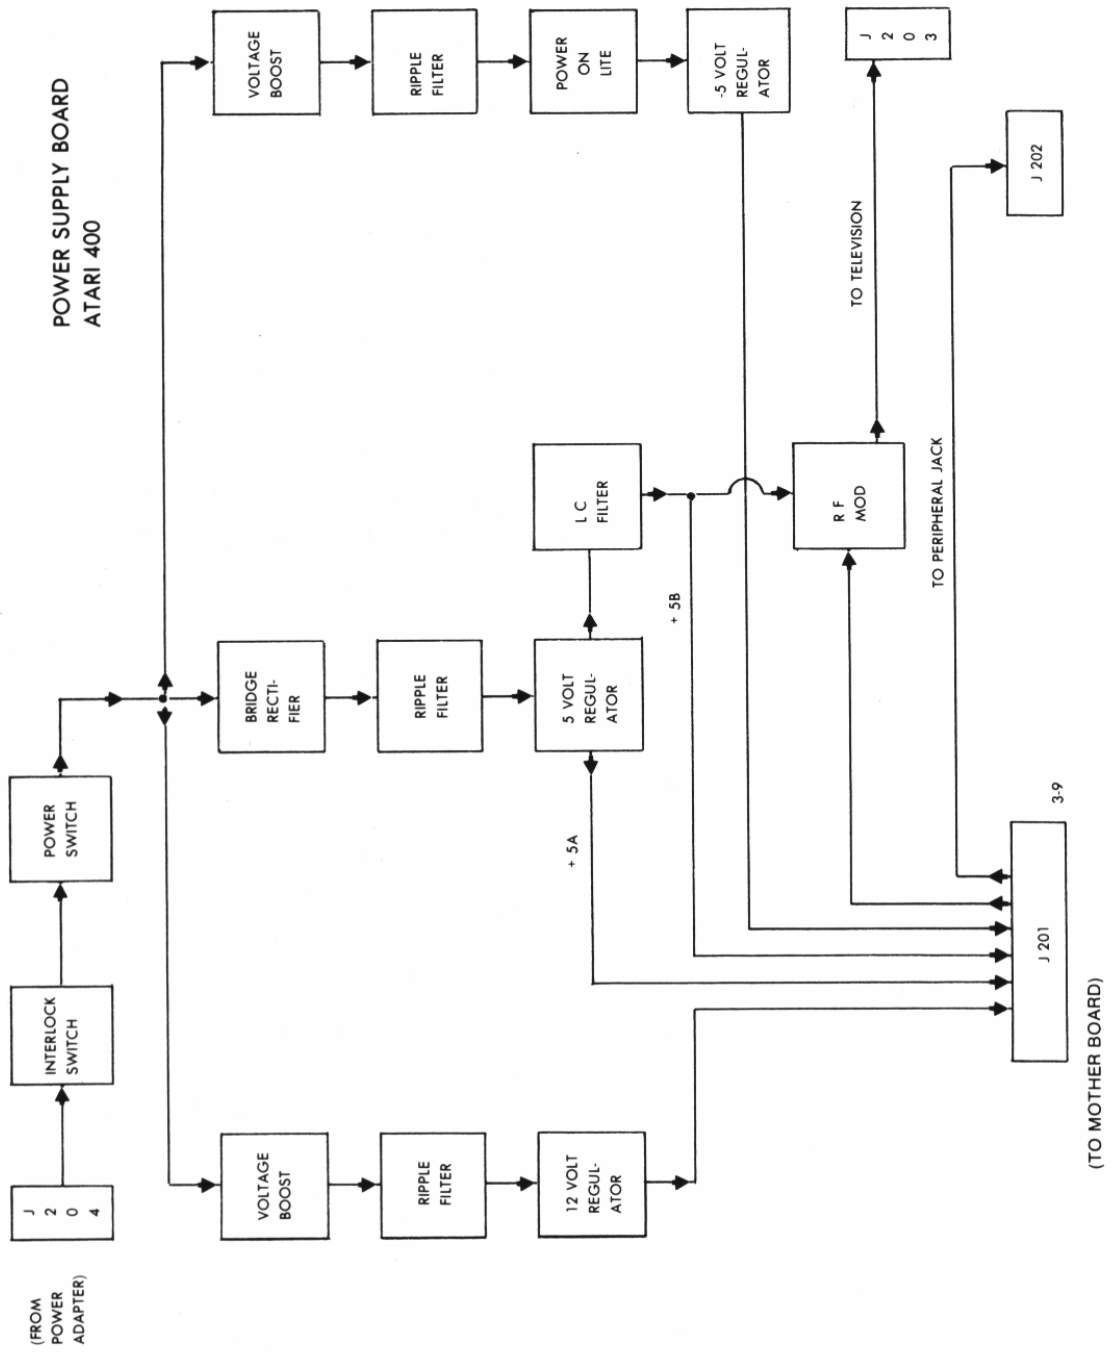 POWER SUPPLY BOARD
ATARI 400
(FROM
POWER
ADAPTER)
J
2
0
4
INTERLOCK
SWITCH
POWER
SWITCH
VOLTAGE
BOOST
RIPPLE
FILTER
12 VOLT
REGUL-
ATOR
BRIDGE
RECTI-
FIER
RIPPLE
FILTER
5 VOLT
REGUL-
ATOR
L C
FILTER
+ 5A
+ 5B
VOLTAGE
BOOST
RIPPLE
FILTER
POWER
ON
LITE
-5 VOLT
REGUL-
ATOR
R F
MOD
TO TELEVISION
J
2
0
3
TO PERIPHERAL JACK
J 202
J 201
3-9
(TO MOTHER BOARD)